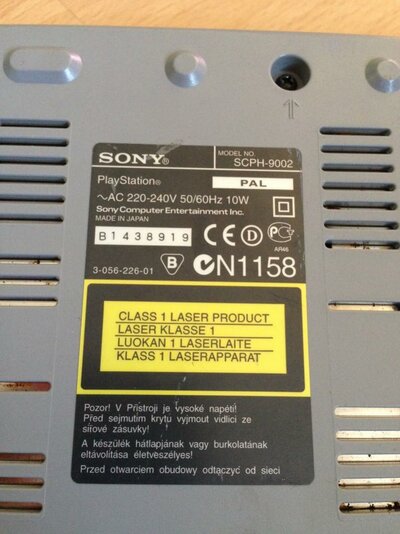 SONY®
MODEL NO.
SCPH-9002
PlayStation®
PAL
~AC 220-240V 50/60Hz 10W
Sony Computer Entertainment Inc.
MADE IN JAPAN
B1438919
CE D PC
AR46
3-056-226-01
B
N1158
CLASS 1 LASER PRODUCT
LASER KLASSE 1
LUOKAN 1 LASERLAITE
KLASS 1 LASERAPPARAT
Pozor! V Přístroji je vysoké napětí!
Před sejmutím krytu vyjmout vidlici ze
síťové zásuvky!
A készülék hátlapjának vagy burkolatának
eltávolítása életveszélyes!
Przed otwarciem obudowy odłączyć od sieci